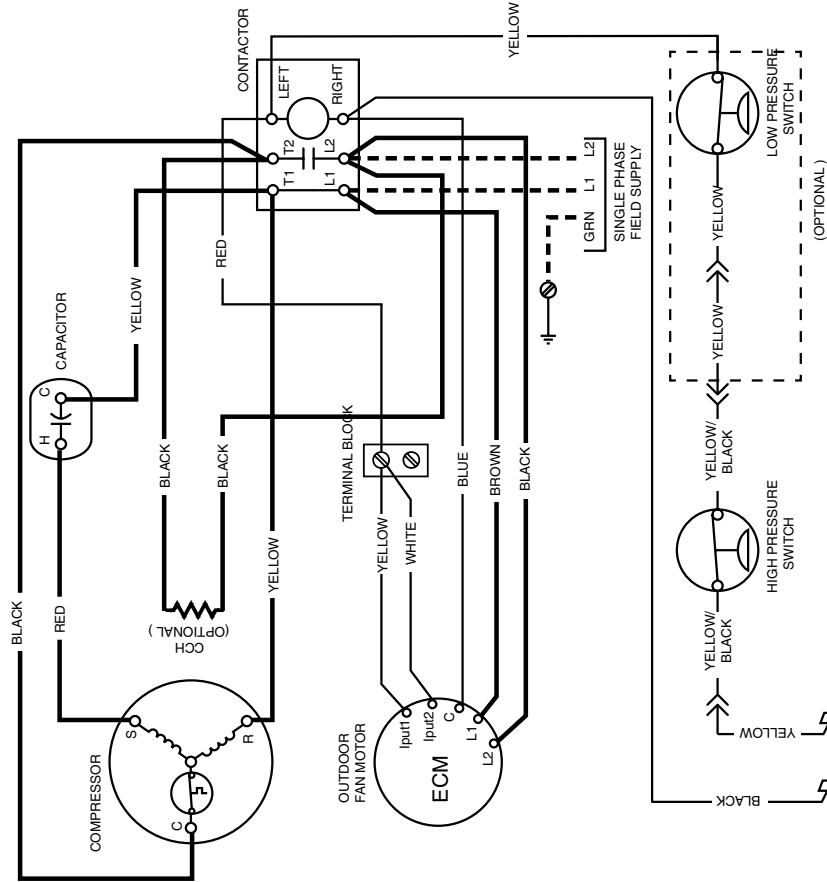 CONTACTOR
LEFT
RIGHT
T2
L2
T1
L1
YELLOW
LOW PRESSURE
SWITCH
YELLOW
YELLOW
(OPTIONAL )
L2
L1
GRN
SINGLE PHASE
FIELD SUPPLY
RED
CAPACITOR
C
H
YELLOW
BLACK
BLACK
TERMINAL BLOCK
BLUE
BROWN
BLACK
YELLOW/
BLACK
HIGH PRESSURE
SWITCH
YELLOW/
BLACK
BLACK
RED
CCH
(OPTIONAL )
YELLOW
YELLOW
WHITE
COMPRESSOR
S
R
C
OUTDOOR
FAN MOTOR
ECM
Iput1
Iput2
C
L1
L2
YELLOW
BLACK